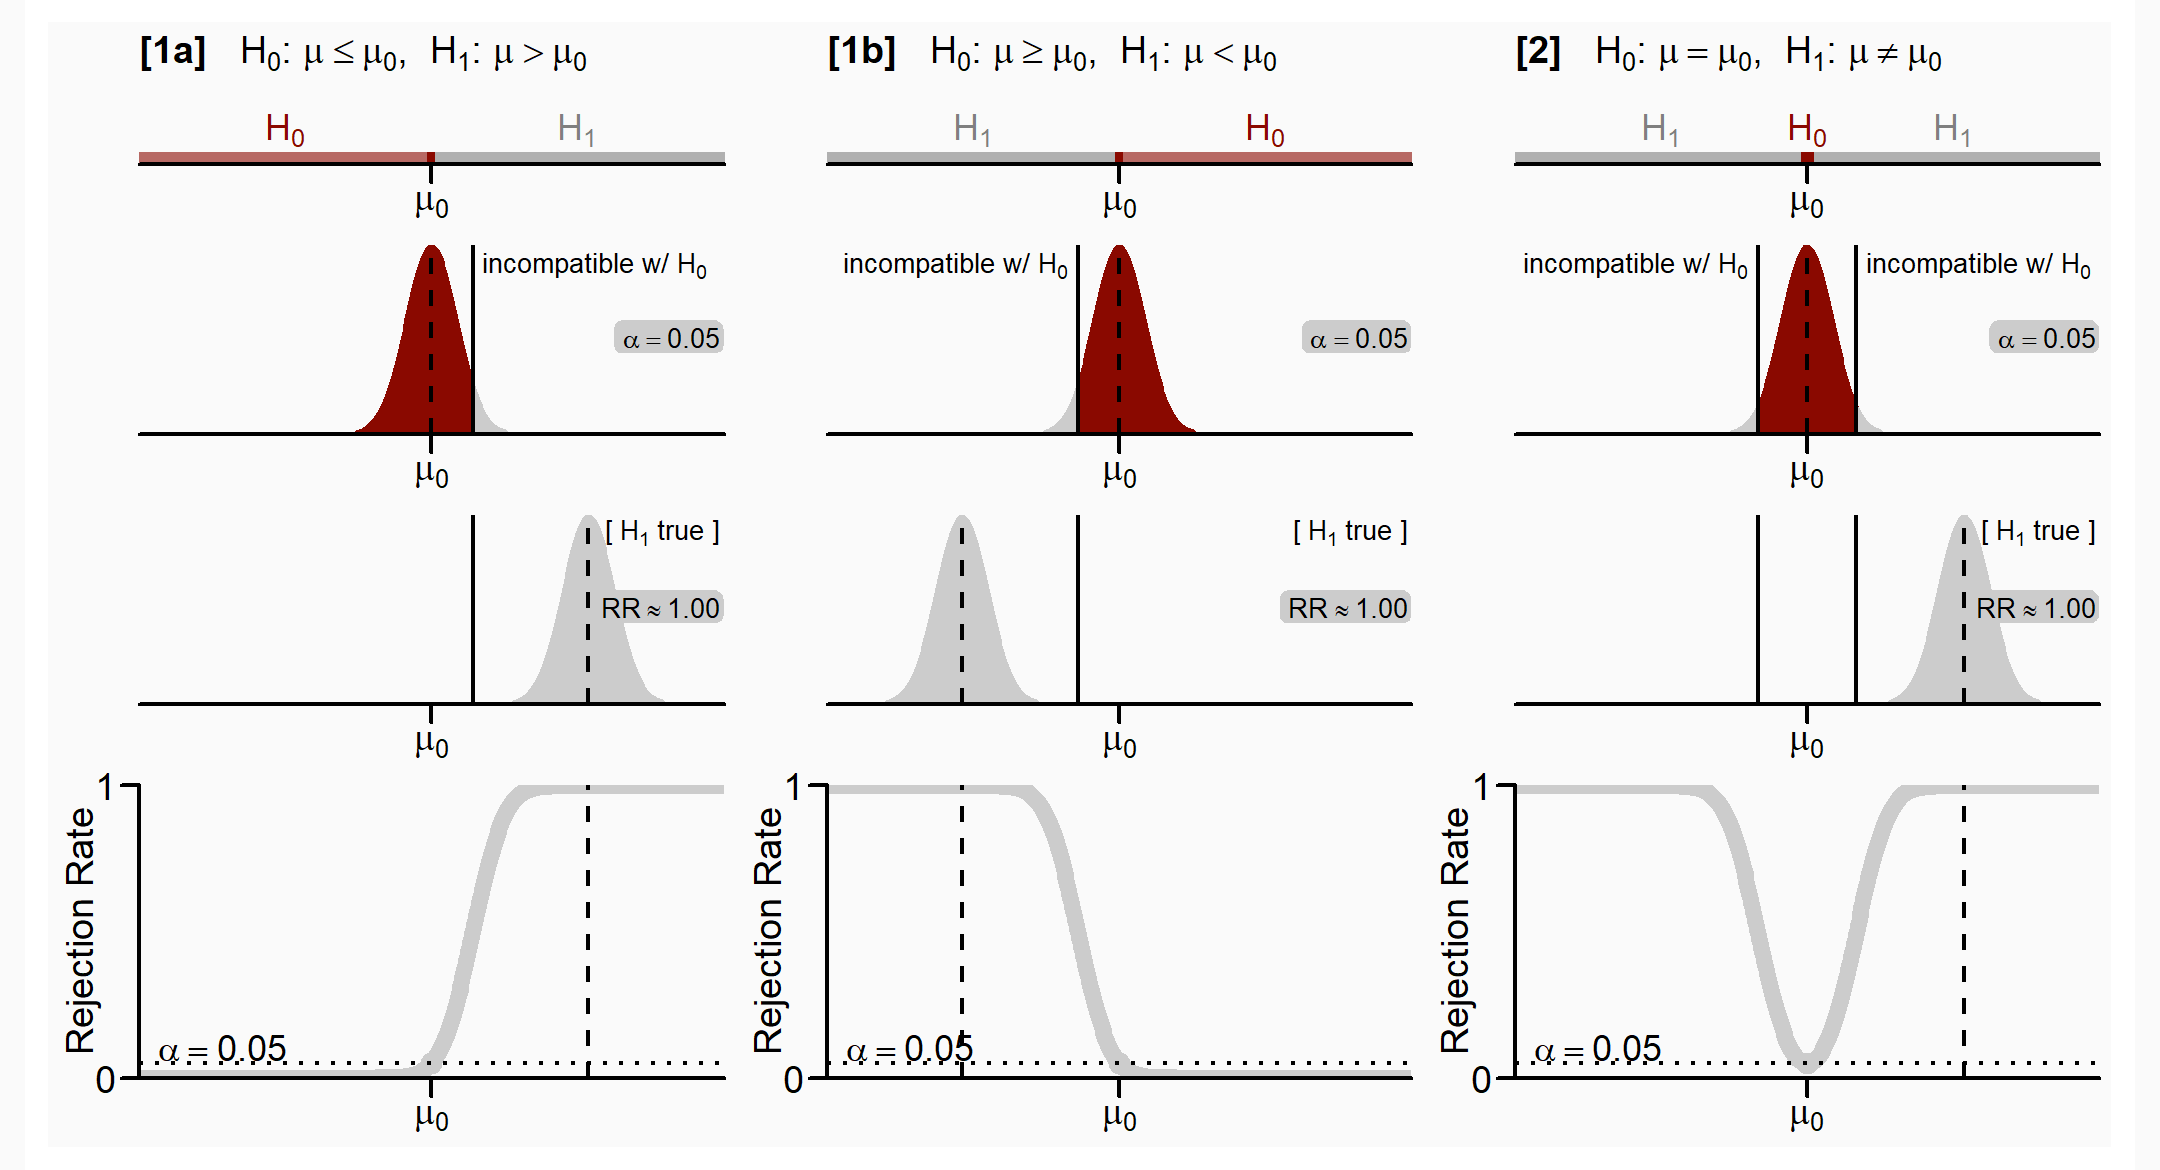 [1a] H₀: μ ≤ μ₀, H₁: μ > μ₀
H₀ H₁
μ₀
incompatible w/ H₀
α = 0.05
μ₀
[ H₁ true ]
RR ≈ 1.00
μ₀
1
Rejection Rate
α = 0.05
0
μ₀
[1b] H₀: μ ≥ μ₀, H₁: μ < μ₀
H₁ H₀
μ₀
incompatible w/ H₀
α = 0.05
μ₀
[ H₁ true ]
RR ≈ 1.00
μ₀
1
Rejection Rate
α = 0.05
0
μ₀
[2] H₀: μ = μ₀, H₁: μ ≠ μ₀
H₁ H₀ H₁
μ₀
incompatible w/ H₀ incompatible w/ H₀
α = 0.05
μ₀
[ H₁ true ]
RR ≈ 1.00
μ₀
1
Rejection Rate
α = 0.05
0
μ₀